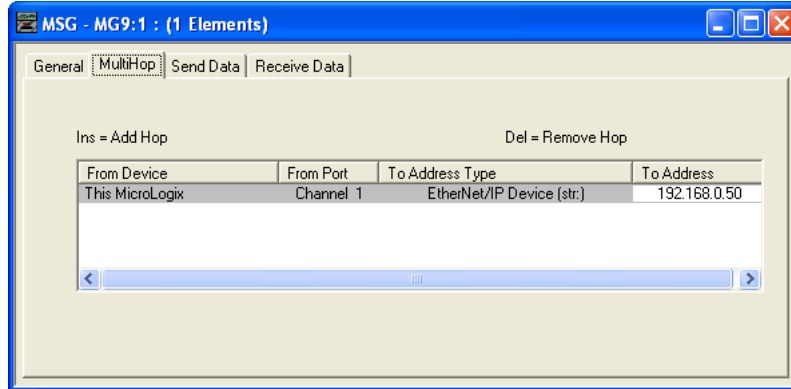 MSG - MG9:1 : (1 Elements)
General MultiHop Send Data Receive Data
Ins = Add Hop Del = Remove Hop
From Device From Port To Address Type To Address
This MicroLogix Channel 1 EtherNet/IP Device (str:) 192.168.0.50